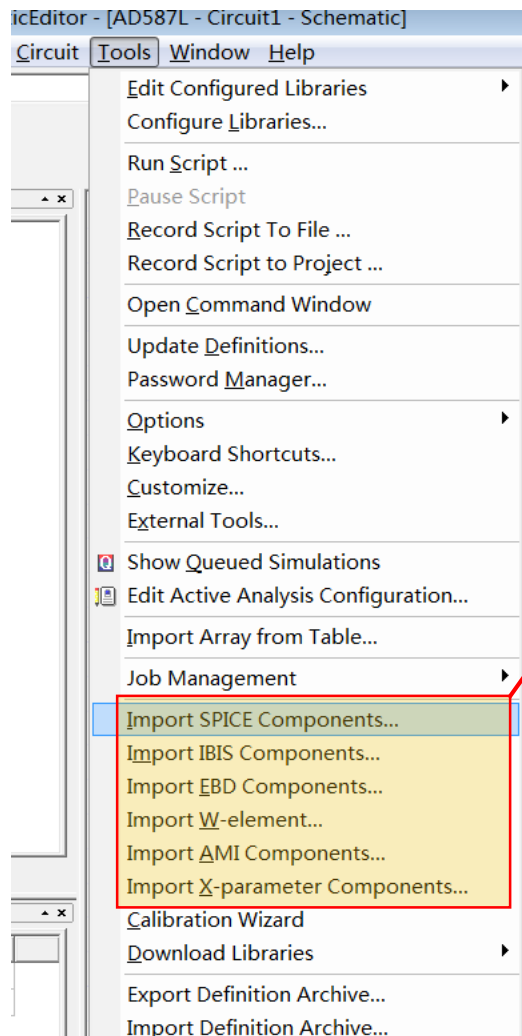 ticEditor - [AD587L - Circuit1 - Schematic]
Circuit Tools Window Help
Edit Configured Libraries
Configure Libraries...
Run Script ...
Pause Script
Record Script To File ...
Record Script to Project ...
Open Command Window
Update Definitions...
Password Manager...
Options
Keyboard Shortcuts...
Customize...
External Tools...
Show Queued Simulations
Edit Active Analysis Configuration...
Import Array from Table...
Job Management
Import SPICE Components...
Import IBIS Components...
Import EBD Components...
Import W-element...
Import AMI Components...
Import X-parameter Components...
Calibration Wizard
Download Libraries
Export Definition Archive...
Import Definition Archive...